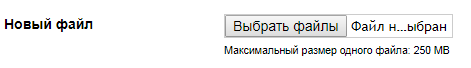 Новый файл
Выбрать файлы Файл н...ыбран
Максимальный размер одного файла: 250 MB